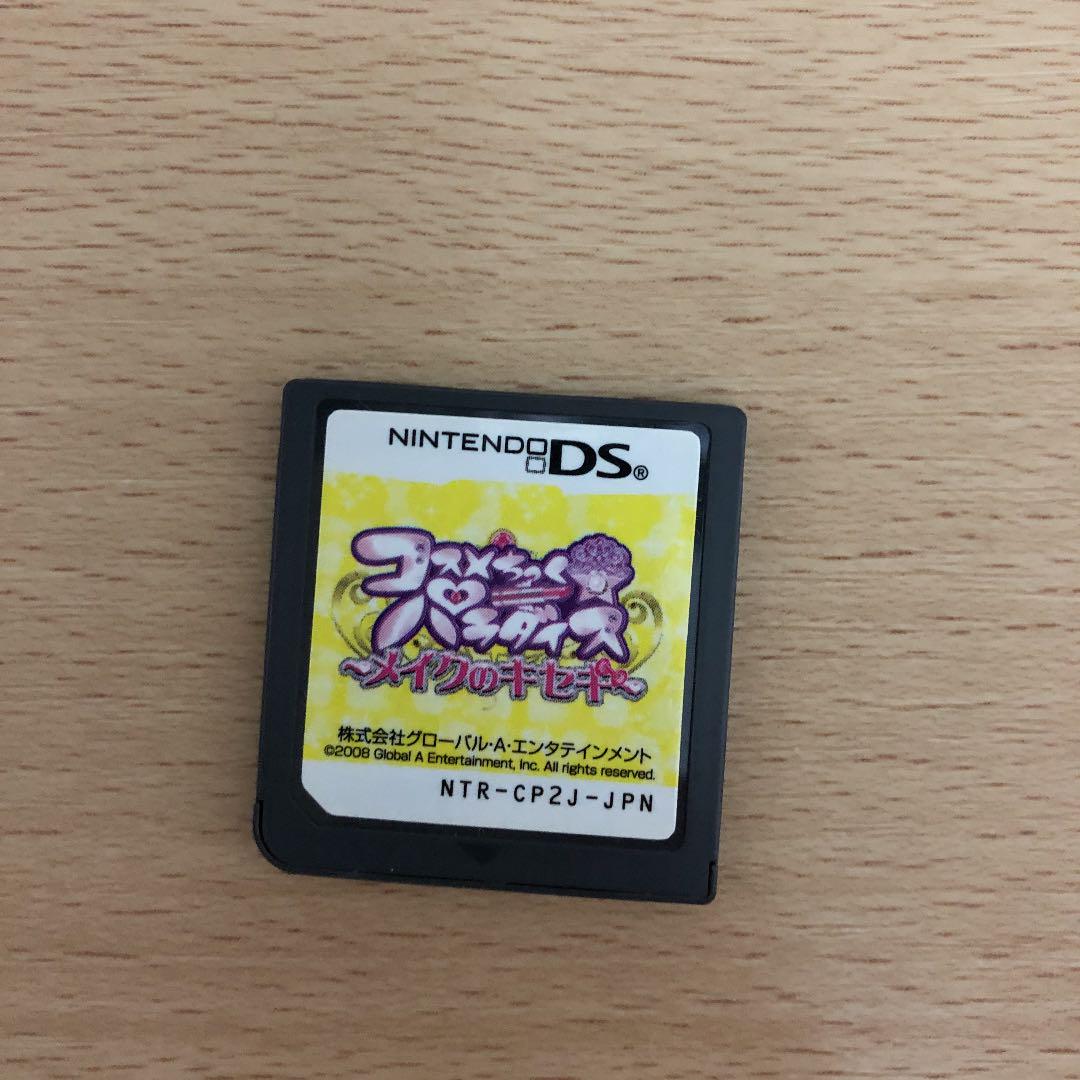 NINTENDO DS®
コスメちっく
パラダイス
～メイクのキセキ～
株式会社グローバル・A・エンタテインメント
©2008 Global A Entertainment, Inc. All rights reserved.
NTR-CP2J-JPN